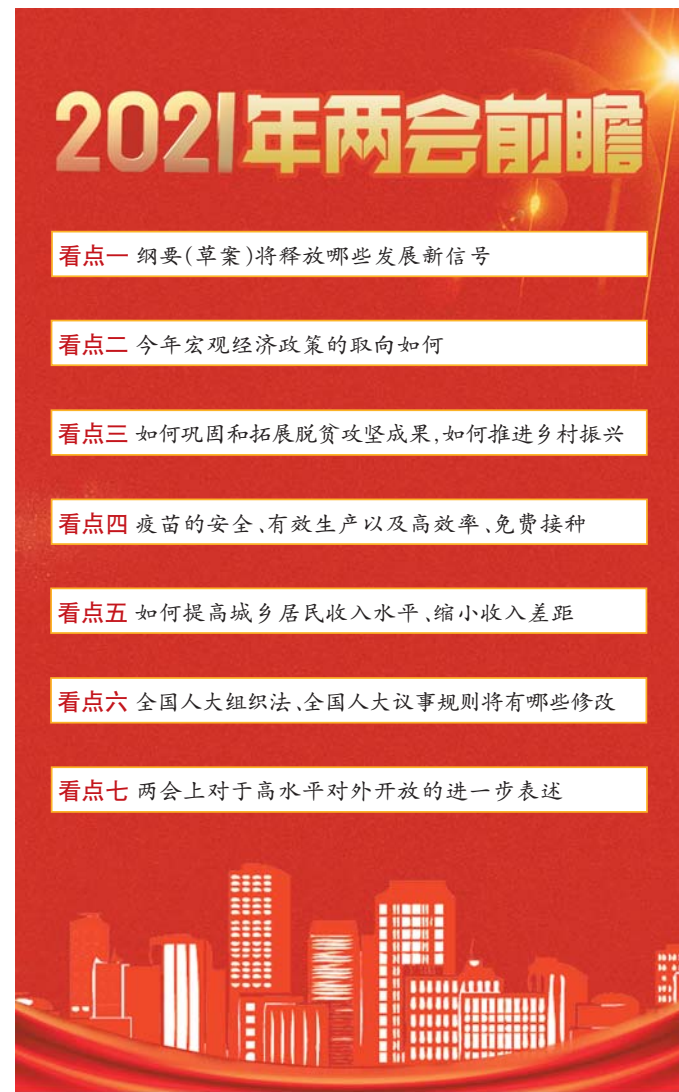 2021年两会前瞻
看点一 纲要(草案)将释放哪些发展新信号
看点二 今年宏观经济政策的取向如何
看点三 如何巩固和拓展脱贫攻坚成果,如何推进乡村振兴
看点四 疫苗的安全、有效生产以及高效率、免费接种
看点五 如何提高城乡居民收入水平、缩小收入差距
看点六 全国人大组织法、全国人大议事规则将有哪些修改
看点七 两会上对于高水平对外开放的进一步表述